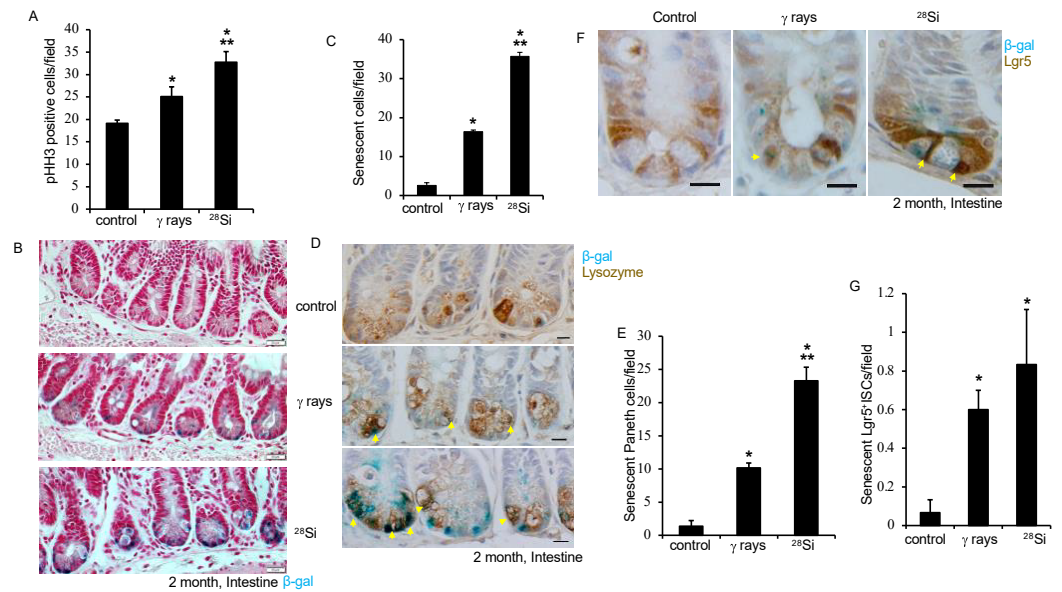 A
pHH3 positive cells/field
40
35
30
25
20
15
10
5
0
*
*
**
control
γ rays
²⁸Si
B
2 month, Intestine β-gal
C
Senescent cells/field
40
30
20
10
0
*
*
**
control
γ rays
²⁸Si
D
β-gal
Lysozyme
control
γ rays
²⁸Si
2 month, Intestine
E
Senescent Paneth cells/field
30
25
20
15
10
5
0
*
*
**
control
γ rays
²⁸Si
F
Control
γ rays
²⁸Si
β-gal
Lgr5
2 month, Intestine
G
Senescent Lgr5⁺ISCs/field
1.2
1
0.8
0.6
0.4
0.2
0
*
*
control
γ rays
²⁸Si